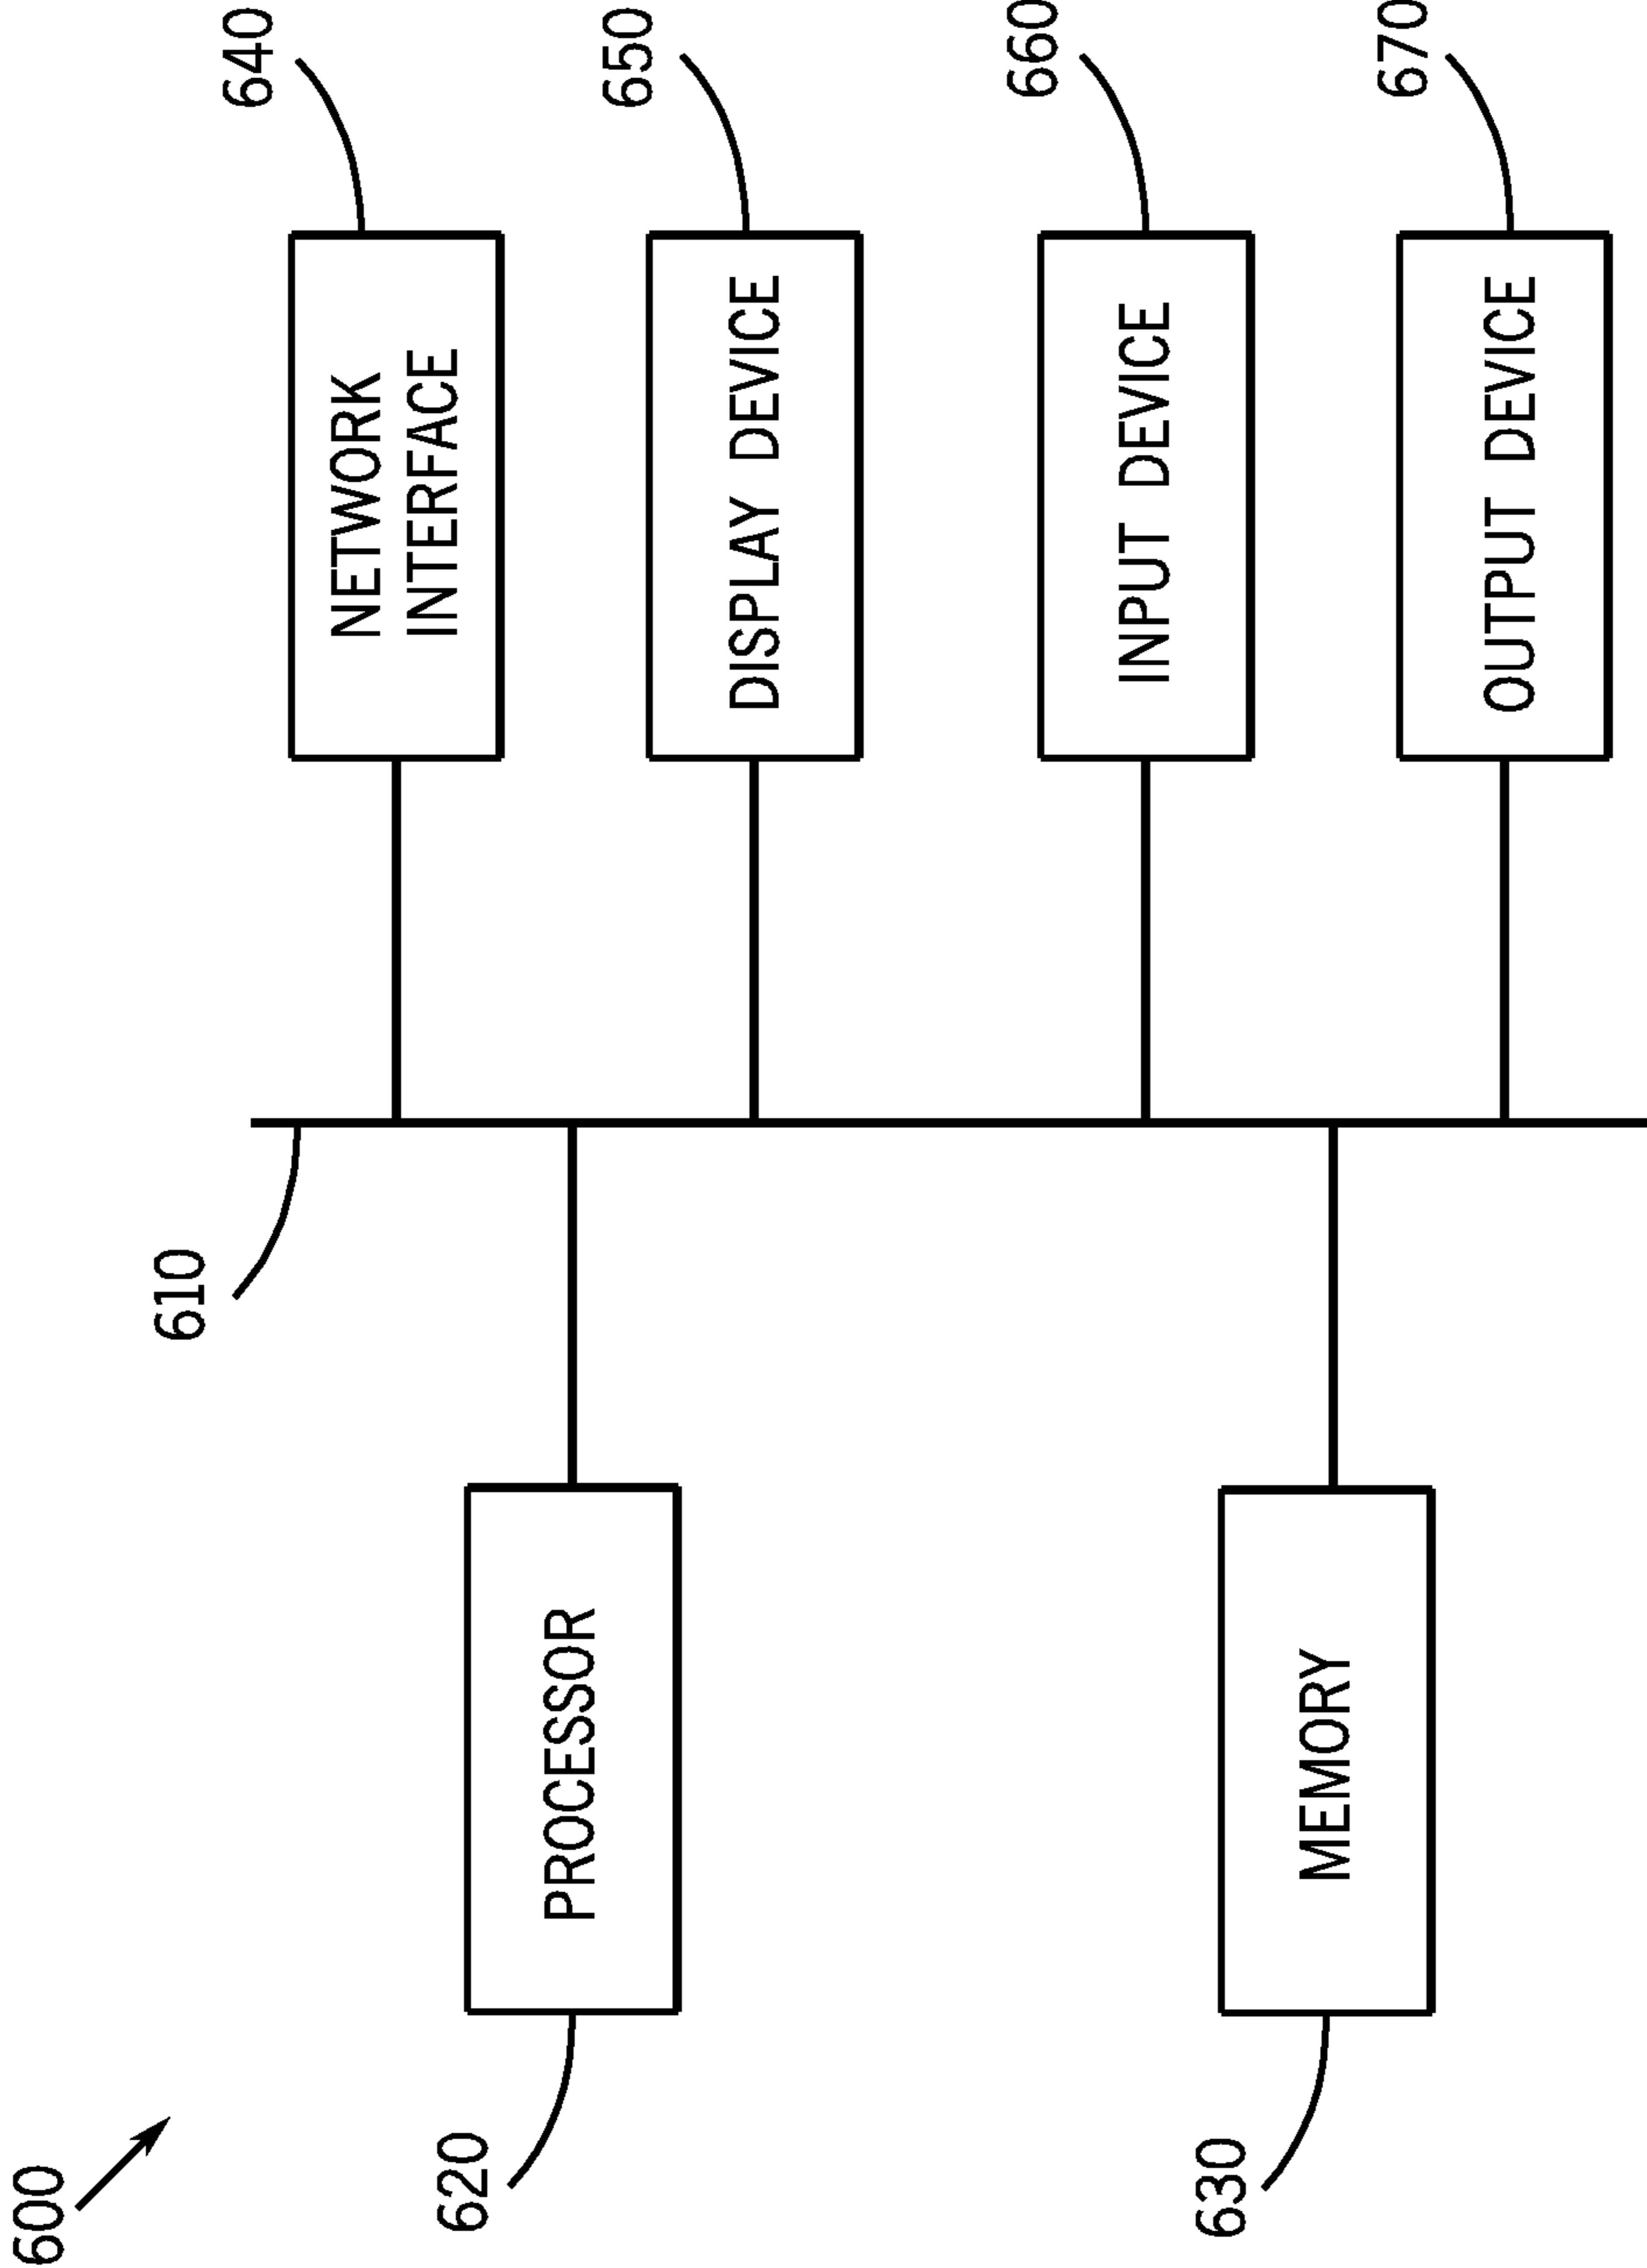 600
610
620
PROCESSOR
630
MEMORY
640
NETWORK
INTERFACE
650
DISPLAY DEVICE
660
INPUT DEVICE
670
OUTPUT DEVICE